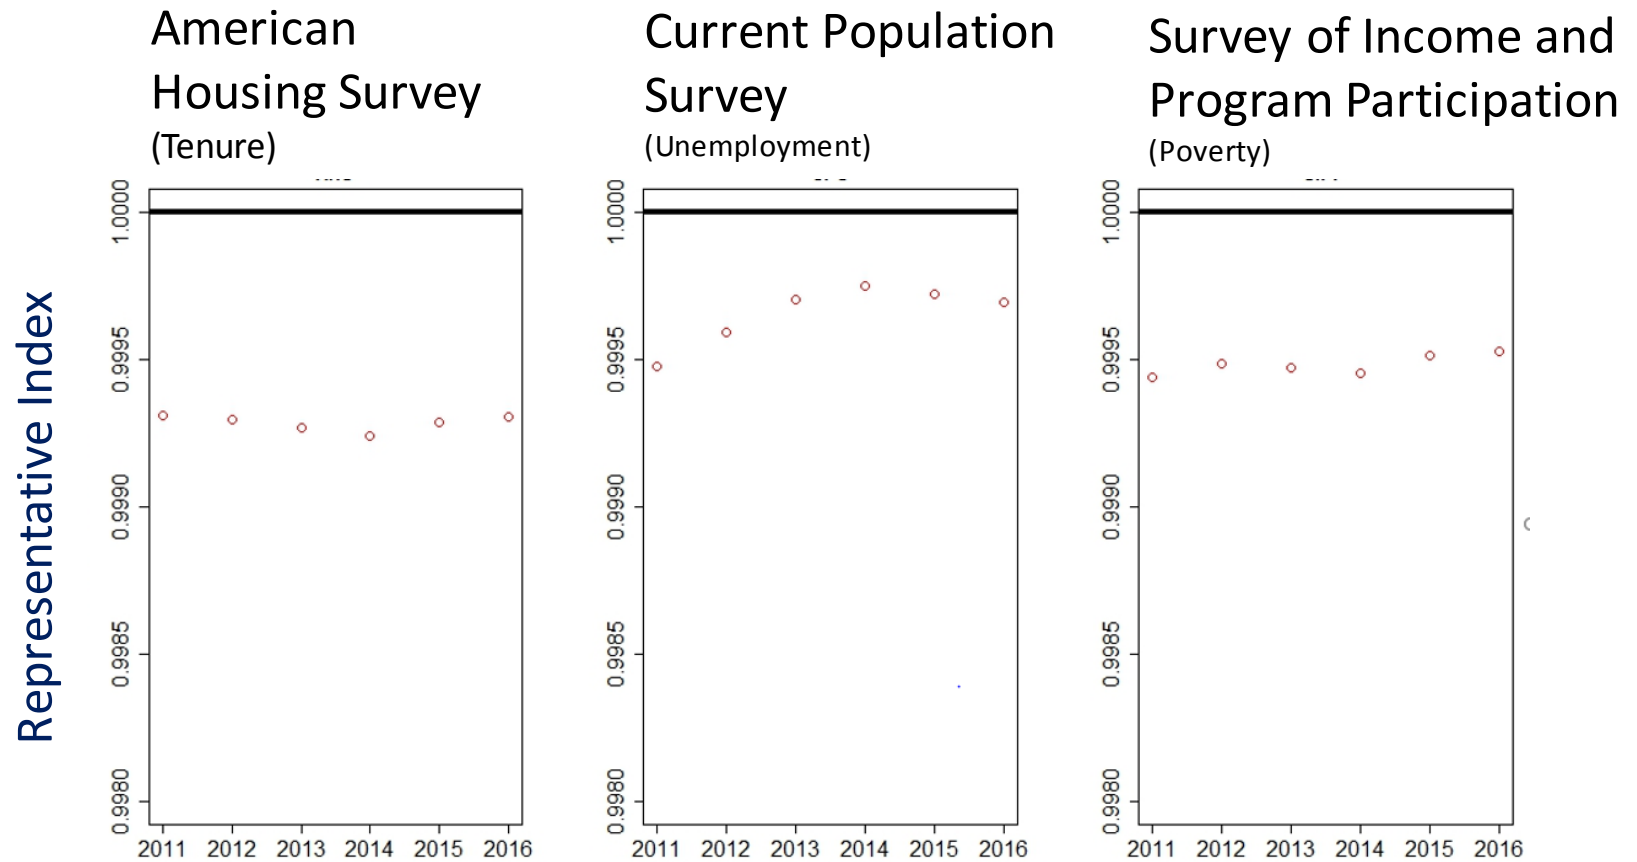 American
Housing Survey
(Tenure)
Current Population
Survey
(Unemployment)
Survey of Income and
Program Participation
(Poverty)
Representative Index
1.0000
0.9995
0.9990
0.9985
0.9980
2011 2012 2013 2014 2015 2016
1.0000
0.9995
0.9990
0.9985
0.9980
2011 2012 2013 2014 2015 2016
1.0000
0.9995
0.9990
0.9985
0.9980
2011 2012 2013 2014 2015 2016